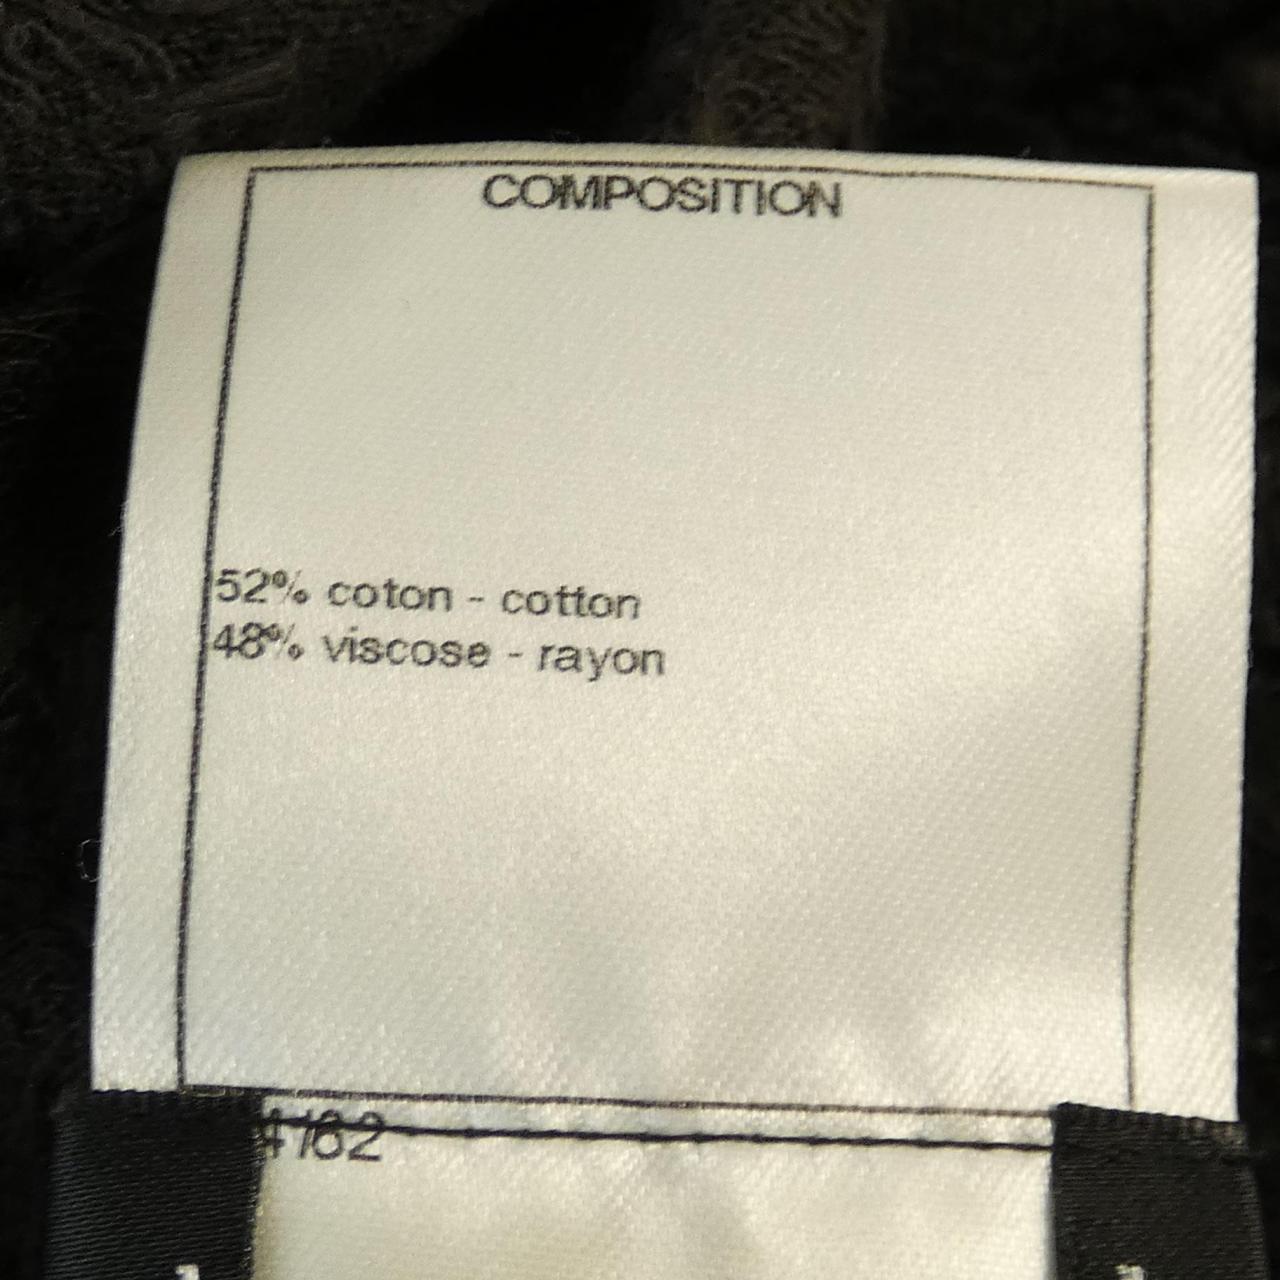 COMPOSITION
52% coton - cotton
48% viscose - rayon